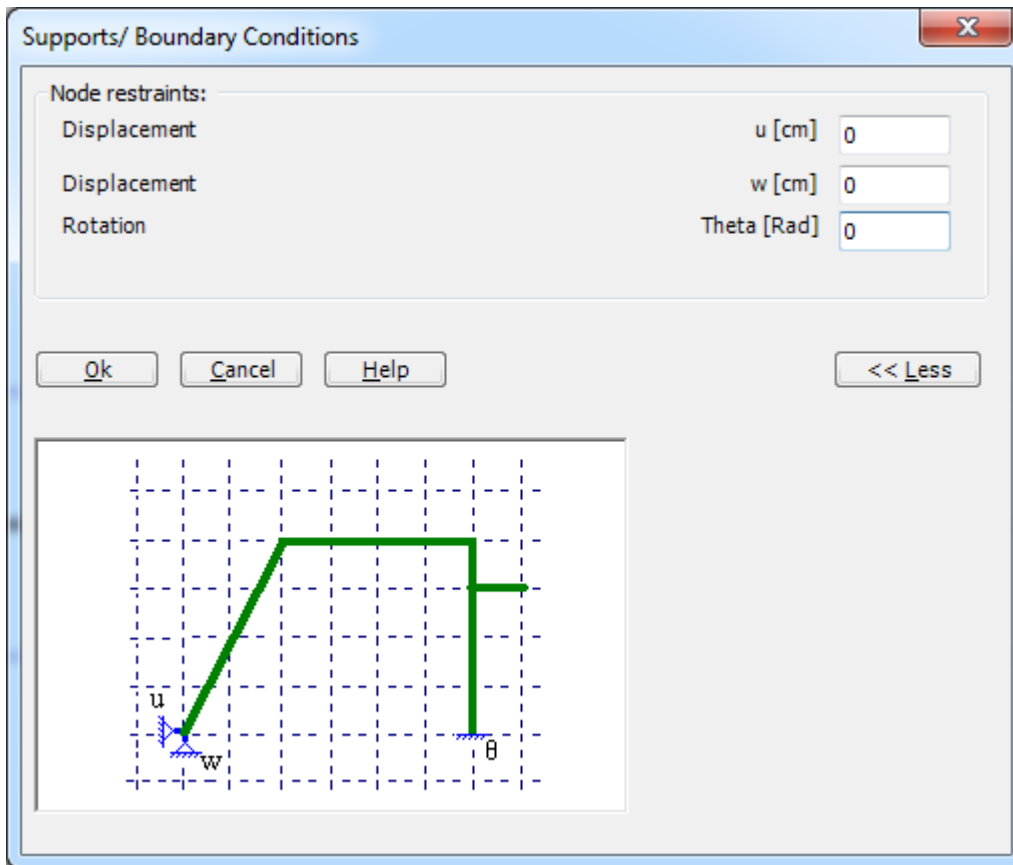 Supports/ Boundary Conditions
Node restraints:
Displacement u [cm] 0
Displacement w [cm] 0
Rotation Theta [Rad] 0
Ok Cancel Help << Less
u
w
θ